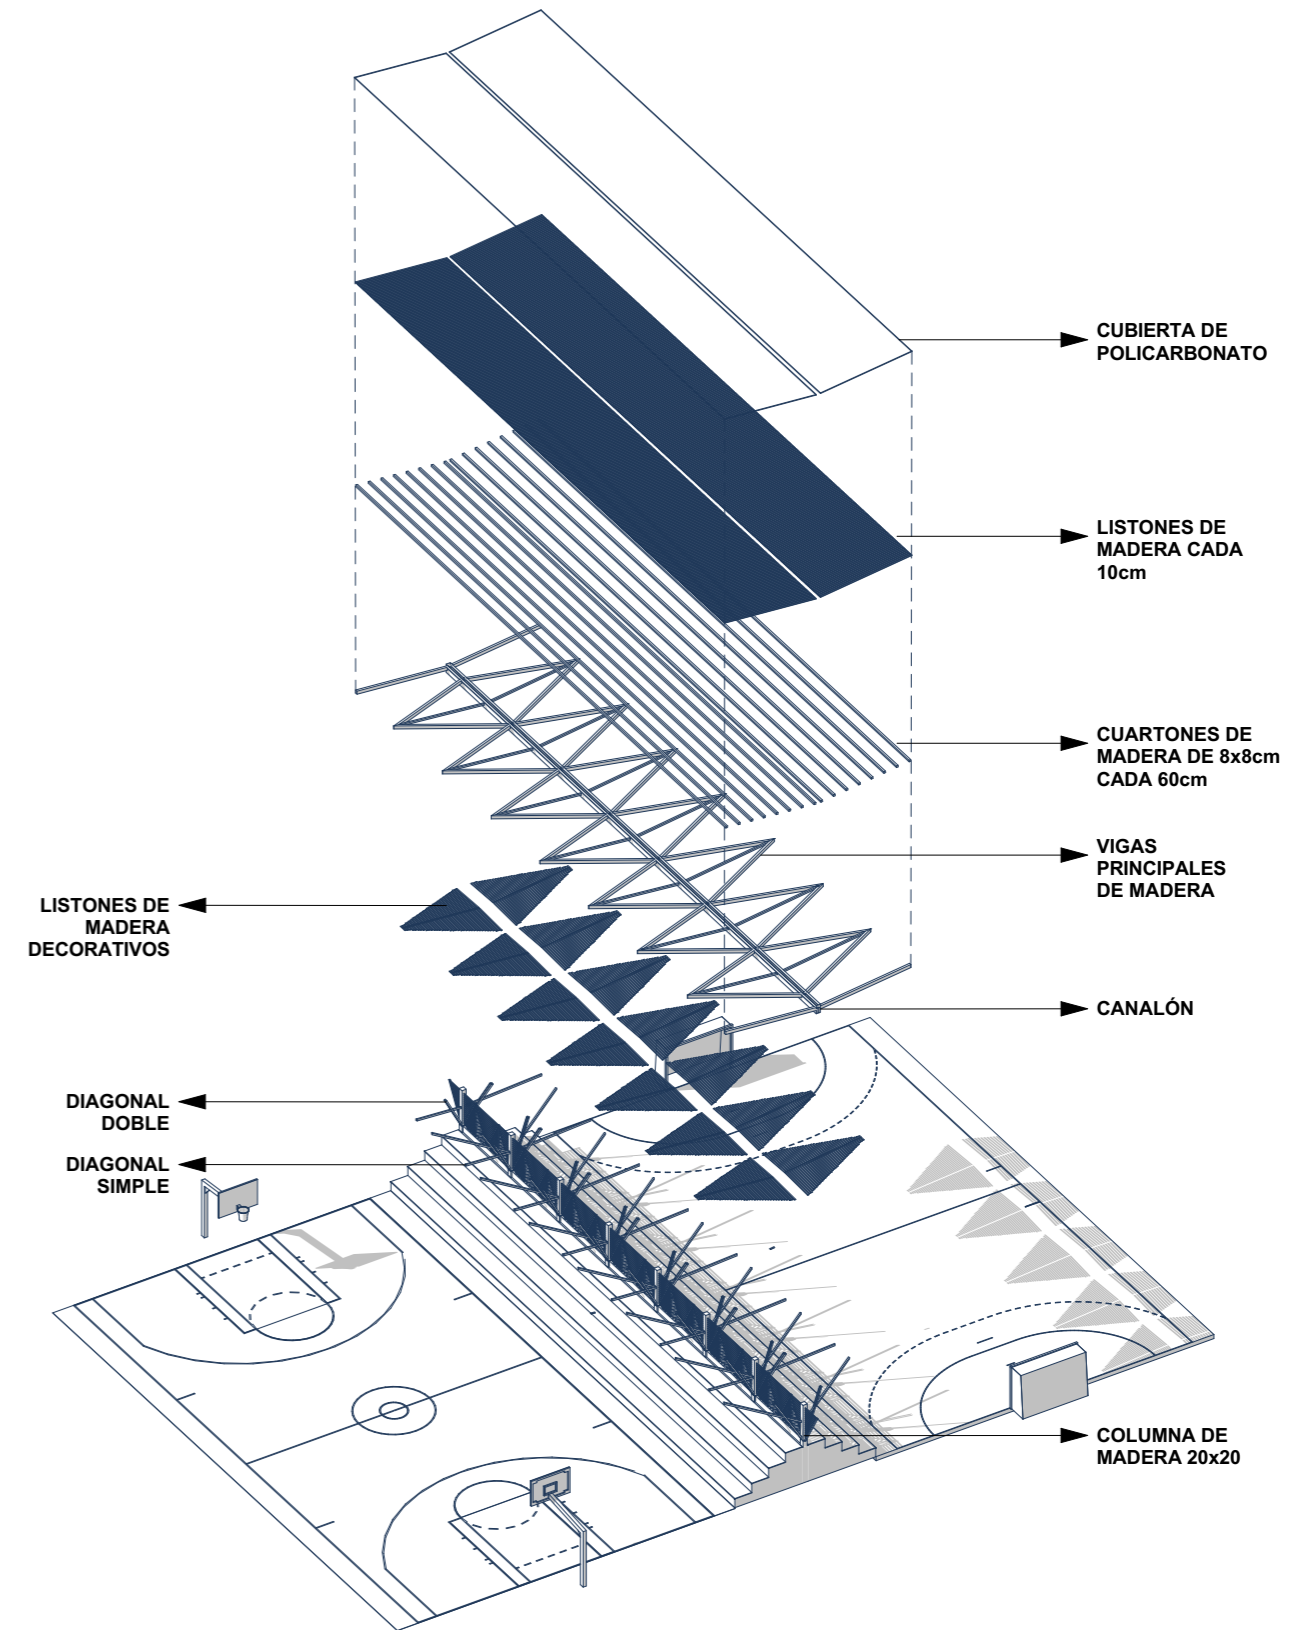 CUBIERTA DE
POLICARBONATO
LISTONES DE
MADERA CADA
10cm
CUARTONES DE
MADERA DE 8x8cm
CADA 60cm
VIGAS
PRINCIPALES
DE MADERA
LISTONES DE
MADERA
DECORATIVOS
CANALÓN
DIAGONAL
DOBLE
DIAGONAL
SIMPLE
COLUMNA DE
MADERA 20x20